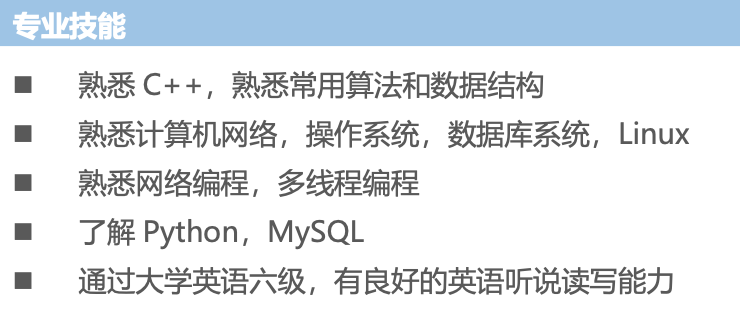 专业技能
■ 熟悉 C++，熟悉常用算法和数据结构
■ 熟悉计算机网络，操作系统，数据库系统，Linux
■ 熟悉网络编程，多线程编程
■ 了解 Python，MySQL
■ 通过大学英语六级，有良好的英语听说读写能力